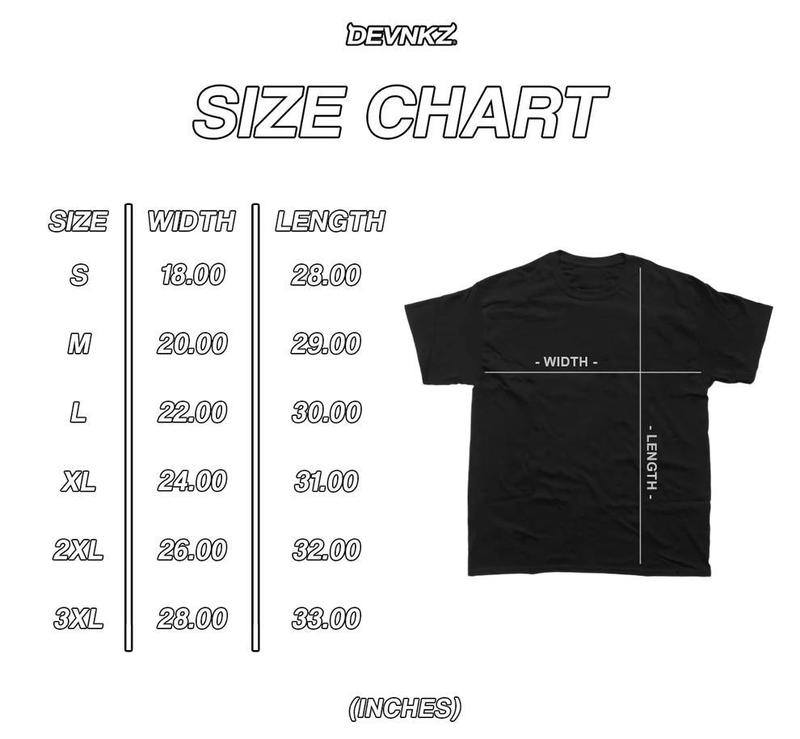 DEVNKZ
SIZE CHART
SIZE WIDTH LENGTH
S 18.00 28.00
M 20.00 29.00
L 22.00 30.00
XL 24.00 31.00
2XL 26.00 32.00
3XL 28.00 33.00
- WIDTH -
- LENGTH -
(INCHES)